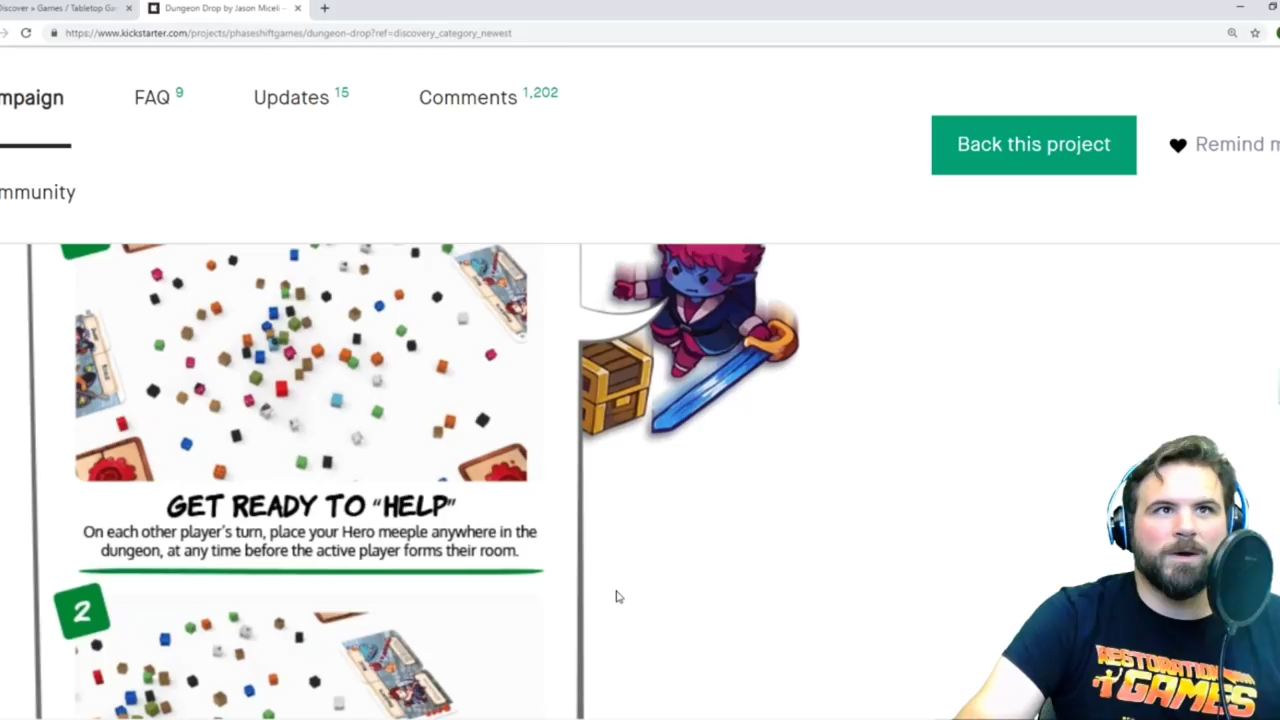 Discover » Games / Tabletop Ga
Dungeon Drop by Jason Miceli –
https://www.kickstarter.com/projects/phaseshiftgames/dungeon-drop?ref=discovery_category_newest
mpaign
FAQ 9
Updates 15
Comments 1,202
Back this project
Remind m
mmunity
GET READY TO “HELP”
On each other player's turn, place your Hero meeple anywhere in the
dungeon, at any time before the active player forms their room.
2
RESTORATION
GAMES